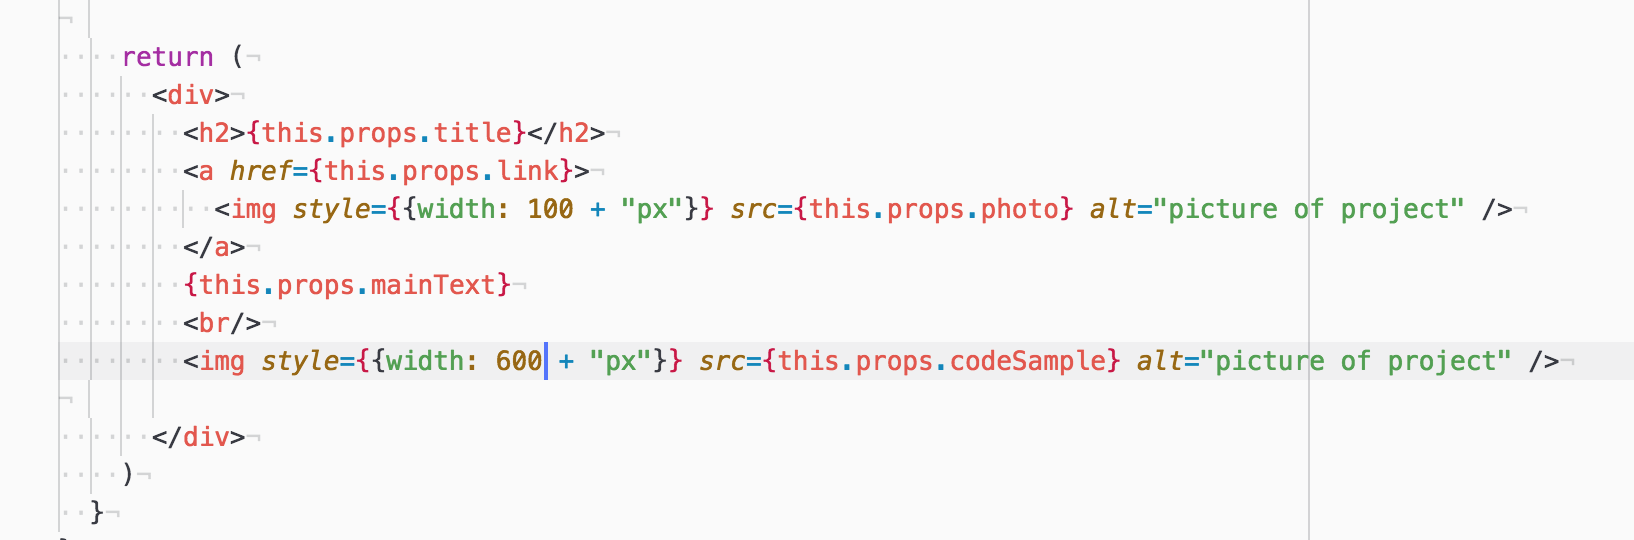 return (
<div>
<h2>{this.props.title}</h2>
<a href={this.props.link}>
<img style={{width: 100 + "px"}} src={this.props.photo} alt="picture of project" />
</a>
{this.props.mainText}
<br/>
<img style={{width: 600 + "px"}} src={this.props.codeSample} alt="picture of project" />
</div>
)
}